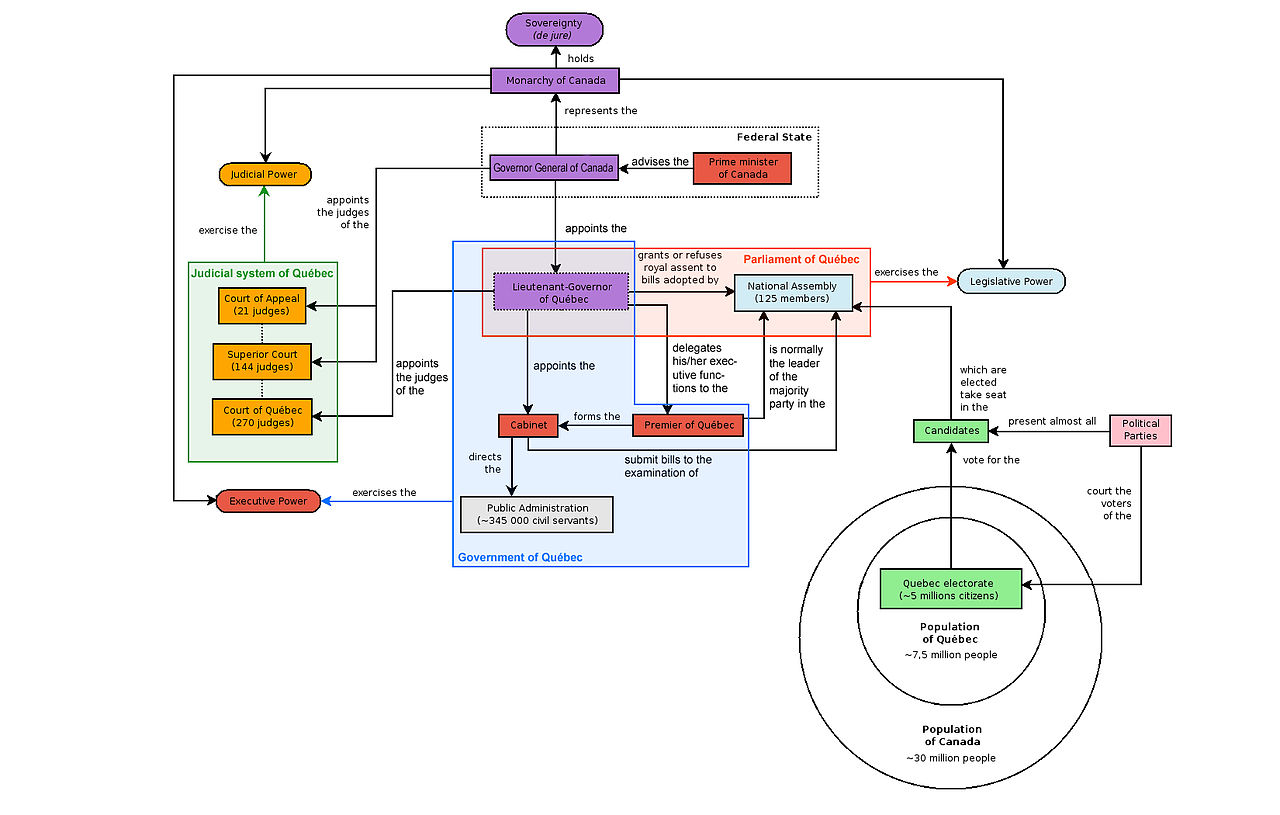 Sovereignty
(de jure)
holds
Monarchy of Canada
represents the
Federal State
Governor General of Canada
advises the
Prime minister
of Canada
Judicial Power
appoints
the judges
of the
exercise the
appoints the
Judicial system of Québec
Court of Appeal
(21 judges)
Superior Court
(144 judges)
Court of Québec
(270 judges)
appoints
the judges
of the
Lieutenant-Governor
of Québec
grants or refuses
royal assent to
bills adopted by
Parliament of Québec
National Assembly
(125 members)
exercises the
Legislative Power
appoints the
delegates
his/her exec-
utive func-
tions to the
is normally
the leader
of the
majority
party in the
which are
elected
take seat
in the
Cabinet
forms the
Premier of Québec
Candidates
present almost all
Political
Parties
directs
the
submit bills to the
examination of
vote for the
Executive Power
exercises the
Public Administration
(~345 000 civil servants)
Government of Québec
court the
voters
of the
Quebec electorate
(~5 millions citizens)
Population
of Québec
~7,5 million people
Population
of Canada
~30 million people